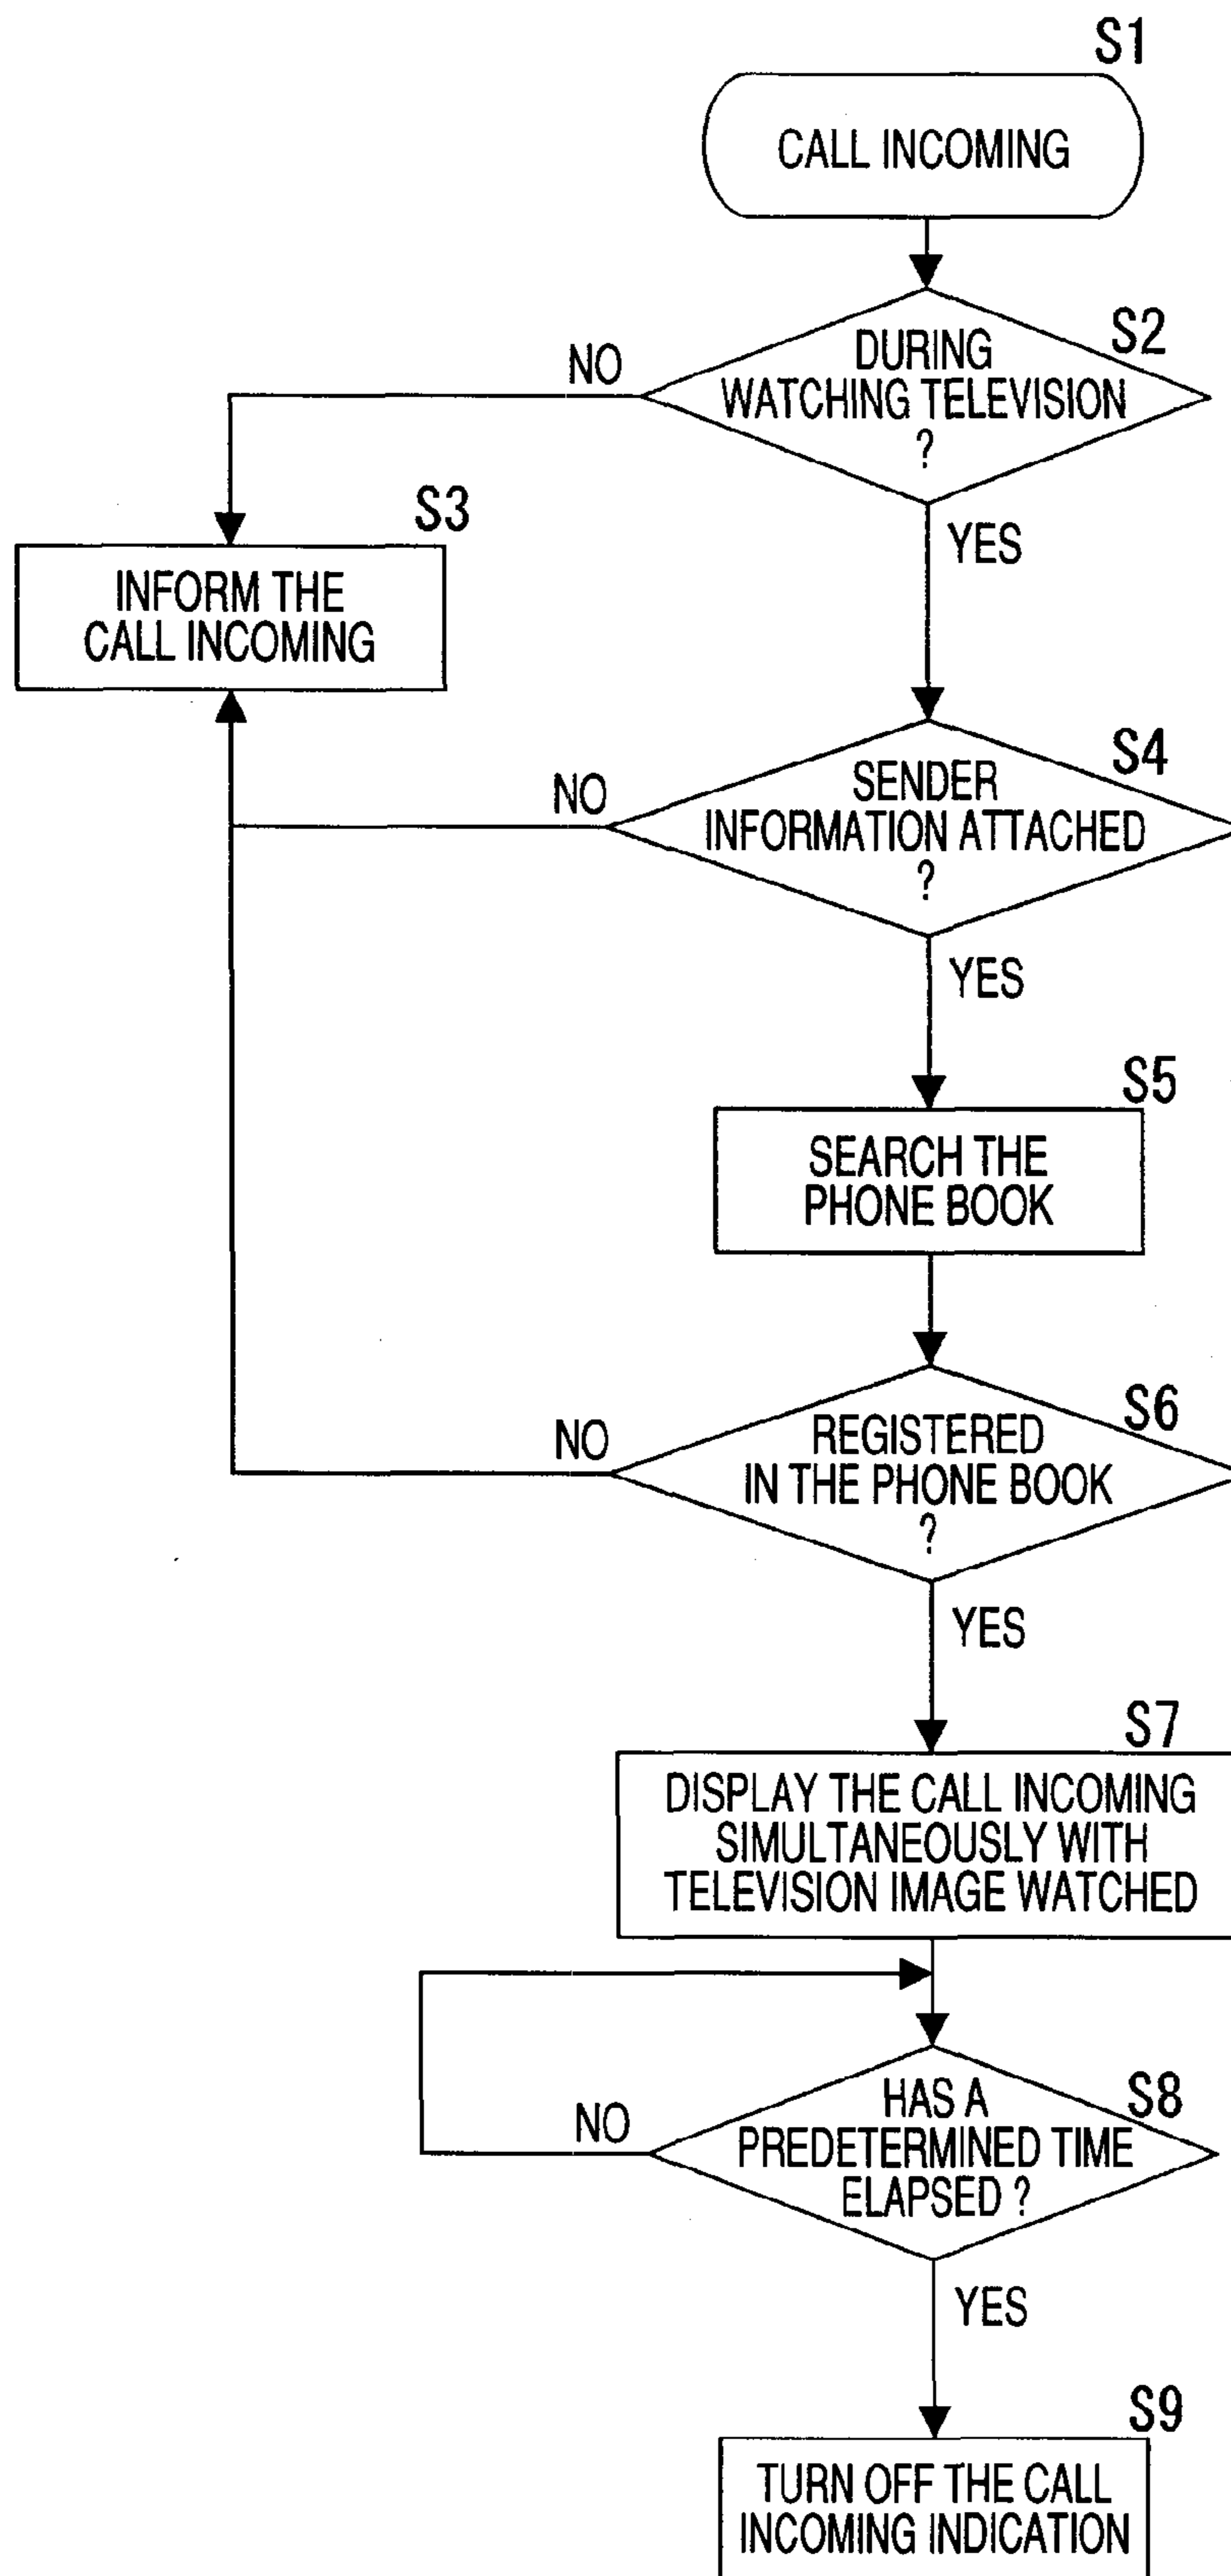 S1
CALL INCOMING
S2
DURING
WATCHING TELEVISION
?
NO
YES
S3
INFORM THE
CALL INCOMING
S4
SENDER
INFORMATION ATTACHED
?
NO
YES
S5
SEARCH THE
PHONE BOOK
S6
REGISTERED
IN THE PHONE BOOK
?
NO
YES
S7
DISPLAY THE CALL INCOMING
SIMULTANEOUSLY WITH
TELEVISION IMAGE WATCHED
S8
HAS A
PREDETERMINED TIME
ELAPSED ?
NO
YES
S9
TURN OFF THE CALL
INCOMING INDICATION